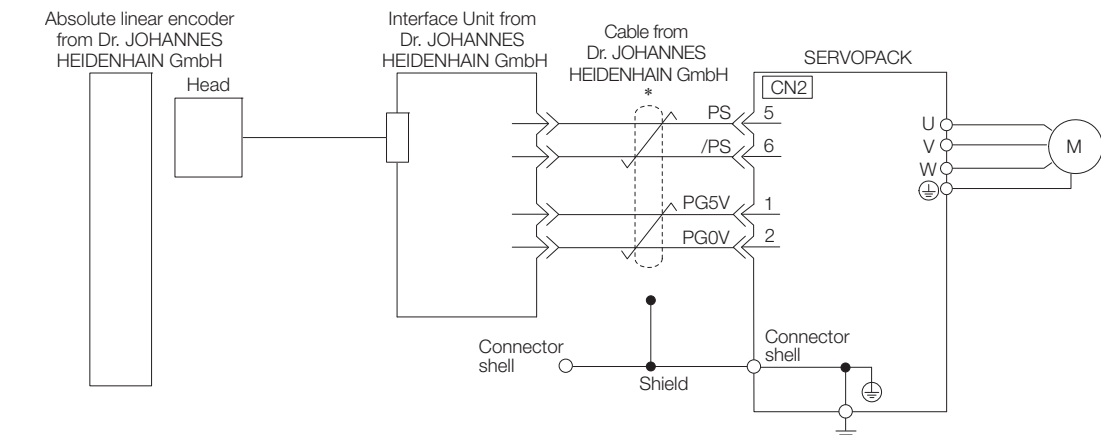 Absolute linear encoder
from Dr. JOHANNES
HEIDENHAIN GmbH
Head
Interface Unit from
Dr. JOHANNES
HEIDENHAIN GmbH
Cable from
Dr. JOHANNES
HEIDENHAIN GmbH
*
SERVOPACK
CN2
PS 5
/PS 6
PG5V 1
PG0V 2
U
V
W
M
Connector
shell
Shield
Connector
shell